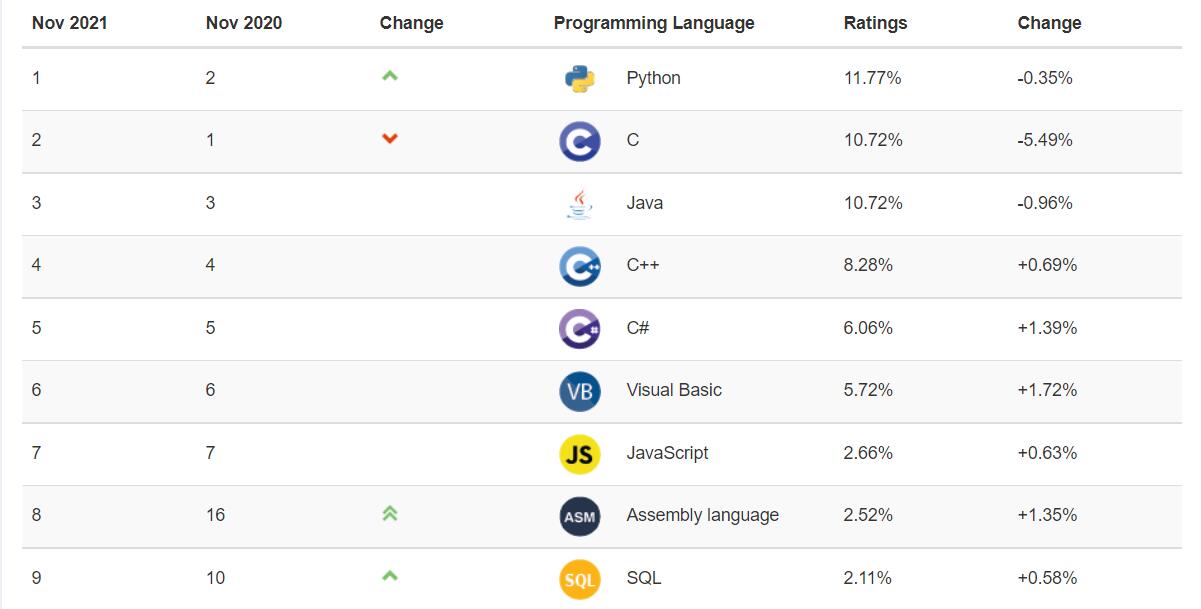 Nov 2021 Nov 2020 Change Programming Language Ratings Change
1 2 Python 11.77% -0.35%
2 1 C C 10.72% -5.49%
3 3 Java 10.72% -0.96%
4 4 C++ C++ 8.28% +0.69%
5 5 C# C# 6.06% +1.39%
6 6 VB Visual Basic 5.72% +1.72%
7 7 JS JavaScript 2.66% +0.63%
8 16 ASM Assembly language 2.52% +1.35%
9 10 SQL SQL 2.11% +0.58%